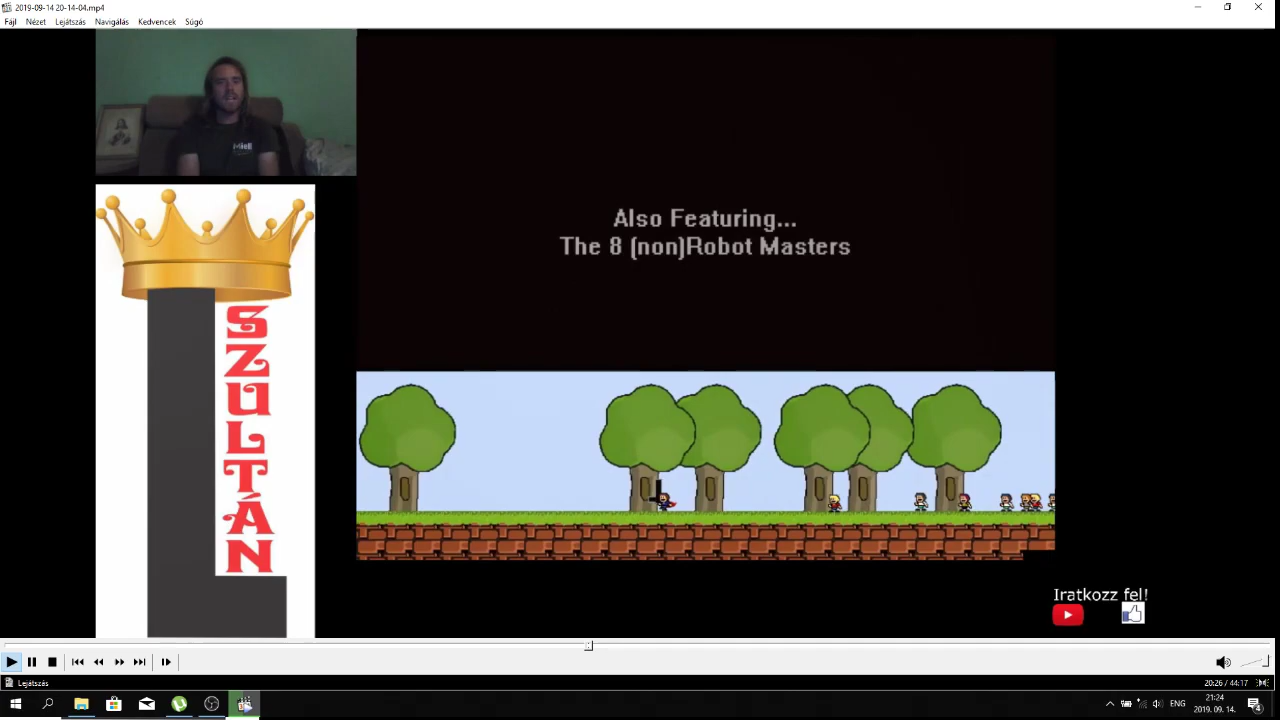 2019-09-14 20-14-04.mp4
Fájl Nézet Lejátszás Navigálás Kedvencek Súgó
Also Featuring...
The 8 (non)Robot Masters
SZULTÁN
Iratkozz fel!
Lejátszás
20:26 / 44:17
ENG
21:24
2019. 09. 14.
4